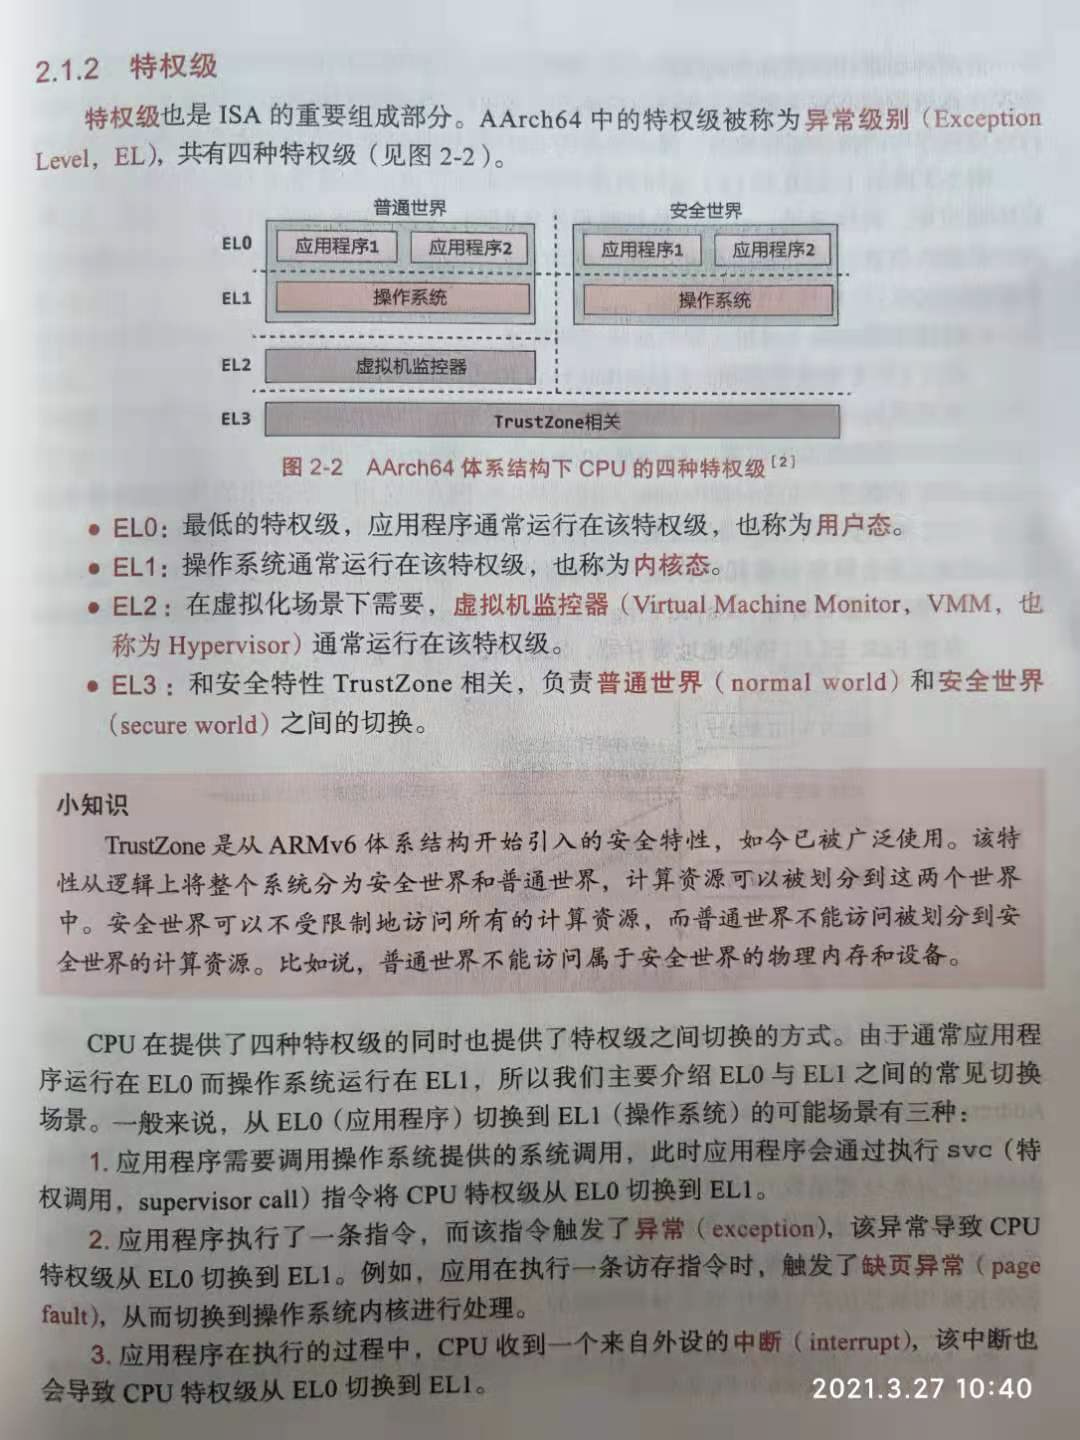 2.1.2 特权级
特权级也是 ISA 的重要组成部分。AArch64 中的特权级被称为异常级别（Exception
Level，EL），共有四种特权级（见图 2-2）。
普通世界 安全世界
EL0 应用程序1 应用程序2 应用程序1 应用程序2
EL1 操作系统 操作系统
EL2 虚拟机监控器
EL3 TrustZone相关
图 2-2 AArch64 体系结构下 CPU 的四种特权级[2]
• EL0：最低的特权级，应用程序通常运行在该特权级，也称为用户态。
• EL1：操作系统通常运行在该特权级，也称为内核态。
• EL2：在虚拟化场景下需要，虚拟机监控器（Virtual Machine Monitor，VMM，也
称为 Hypervisor）通常运行在该特权级。
• EL3：和安全特性 TrustZone 相关，负责普通世界（normal world）和安全世界
（secure world）之间的切换。
小知识
TrustZone 是从 ARMv6 体系结构开始引入的安全特性，如今已被广泛使用。该特
性从逻辑上将整个系统分为安全世界和普通世界，计算资源可以被划分到这两个世界
中。安全世界可以不受限制地访问所有的计算资源，而普通世界不能访问被划分到安
全世界的计算资源。比如说，普通世界不能访问属于安全世界的物理内存和设备。
CPU 在提供了四种特权级的同时也提供了特权级之间切换的方式。由于通常应用程
序运行在 EL0 而操作系统运行在 EL1，所以我们主要介绍 EL0 与 EL1 之间的常见切换
场景。一般来说，从 EL0（应用程序）切换到 EL1（操作系统）的可能场景有三种：
1. 应用程序需要调用操作系统提供的系统调用，此时应用程序会通过执行 svc（特
权调用，supervisor call）指令将 CPU 特权级从 EL0 切换到 EL1。
2. 应用程序执行了一条指令，而该指令触发了异常（exception），该异常导致 CPU
特权级从 EL0 切换到 EL1。例如，应用在执行一条访存指令时，触发了缺页异常（page
fault），从而切换到操作系统内核进行处理。
3. 应用程序在执行的过程中，CPU 收到一个来自外设的中断（interrupt），该中断也
会导致 CPU 特权级从 EL0 切换到 EL1。
2021.3.27 10:40